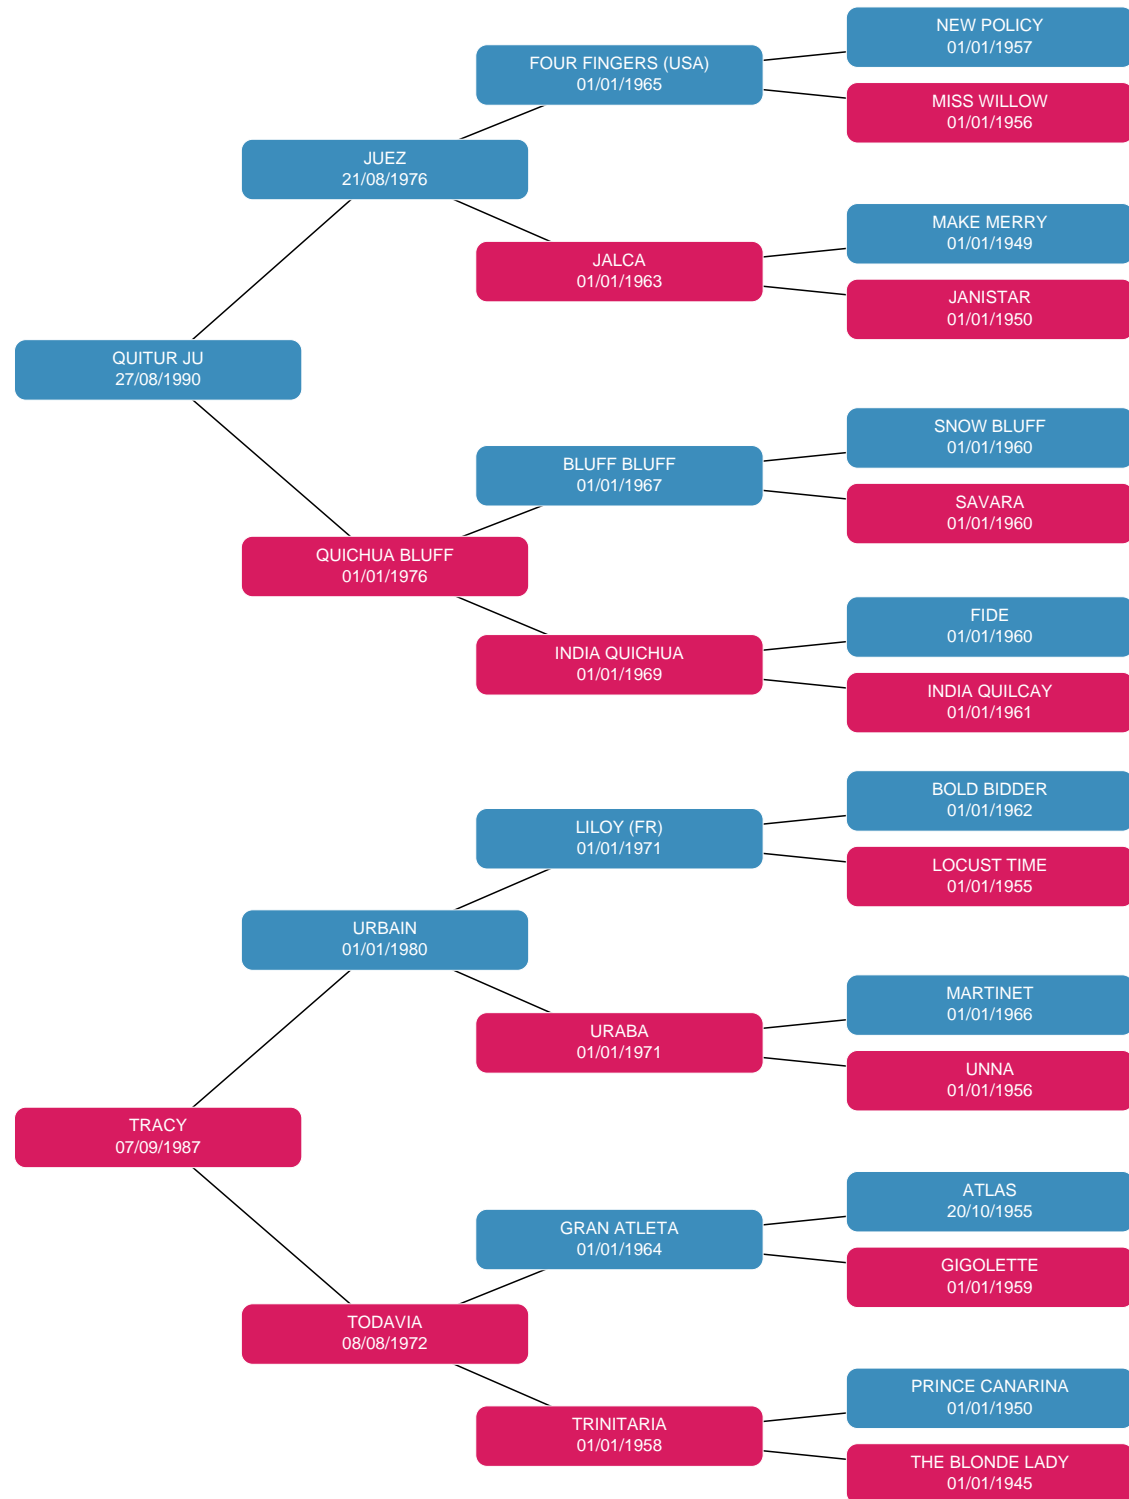 NEW POLICY
01/01/1957
FOUR FINGERS (USA)
01/01/1965
MISS WILLOW
01/01/1956
JUEZ
21/08/1976
MAKE MERRY
01/01/1949
JALCA
01/01/1963
JANISTAR
01/01/1950
QUITUR JU
27/08/1990
SNOW BLUFF
01/01/1960
BLUFF BLUFF
01/01/1967
SAVARA
01/01/1960
QUICHUA BLUFF
01/01/1976
FIDE
01/01/1960
INDIA QUICHUA
01/01/1969
INDIA QUILCAY
01/01/1961
BOLD BIDDER
01/01/1962
LILOY (FR)
01/01/1971
LOCUST TIME
01/01/1955
URBAIN
01/01/1980
MARTINET
01/01/1966
URABA
01/01/1971
UNNA
01/01/1956
TRACY
07/09/1987
ATLAS
20/10/1955
GRAN ATLETA
01/01/1964
GIGOLETTE
01/01/1959
TODAVIA
08/08/1972
PRINCE CANARINA
01/01/1950
TRINITARIA
01/01/1958
THE BLONDE LADY
01/01/1945